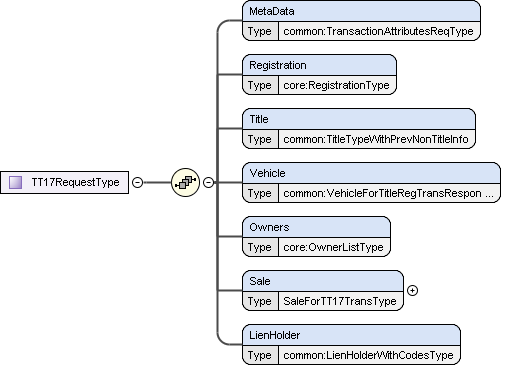 MetaData
Type common:TransactionAttributesReqType
Registration
Type core:RegistrationType
Title
Type common:TitleTypeWithPrevNonTitleInfo
TT17RequestType
Vehicle
Type common:VehicleForTitleRegTransRespon ...
Owners
Type core:OwnerListType
Sale
Type SaleForTT17TransType
LienHolder
Type common:LienHolderWithCodesType